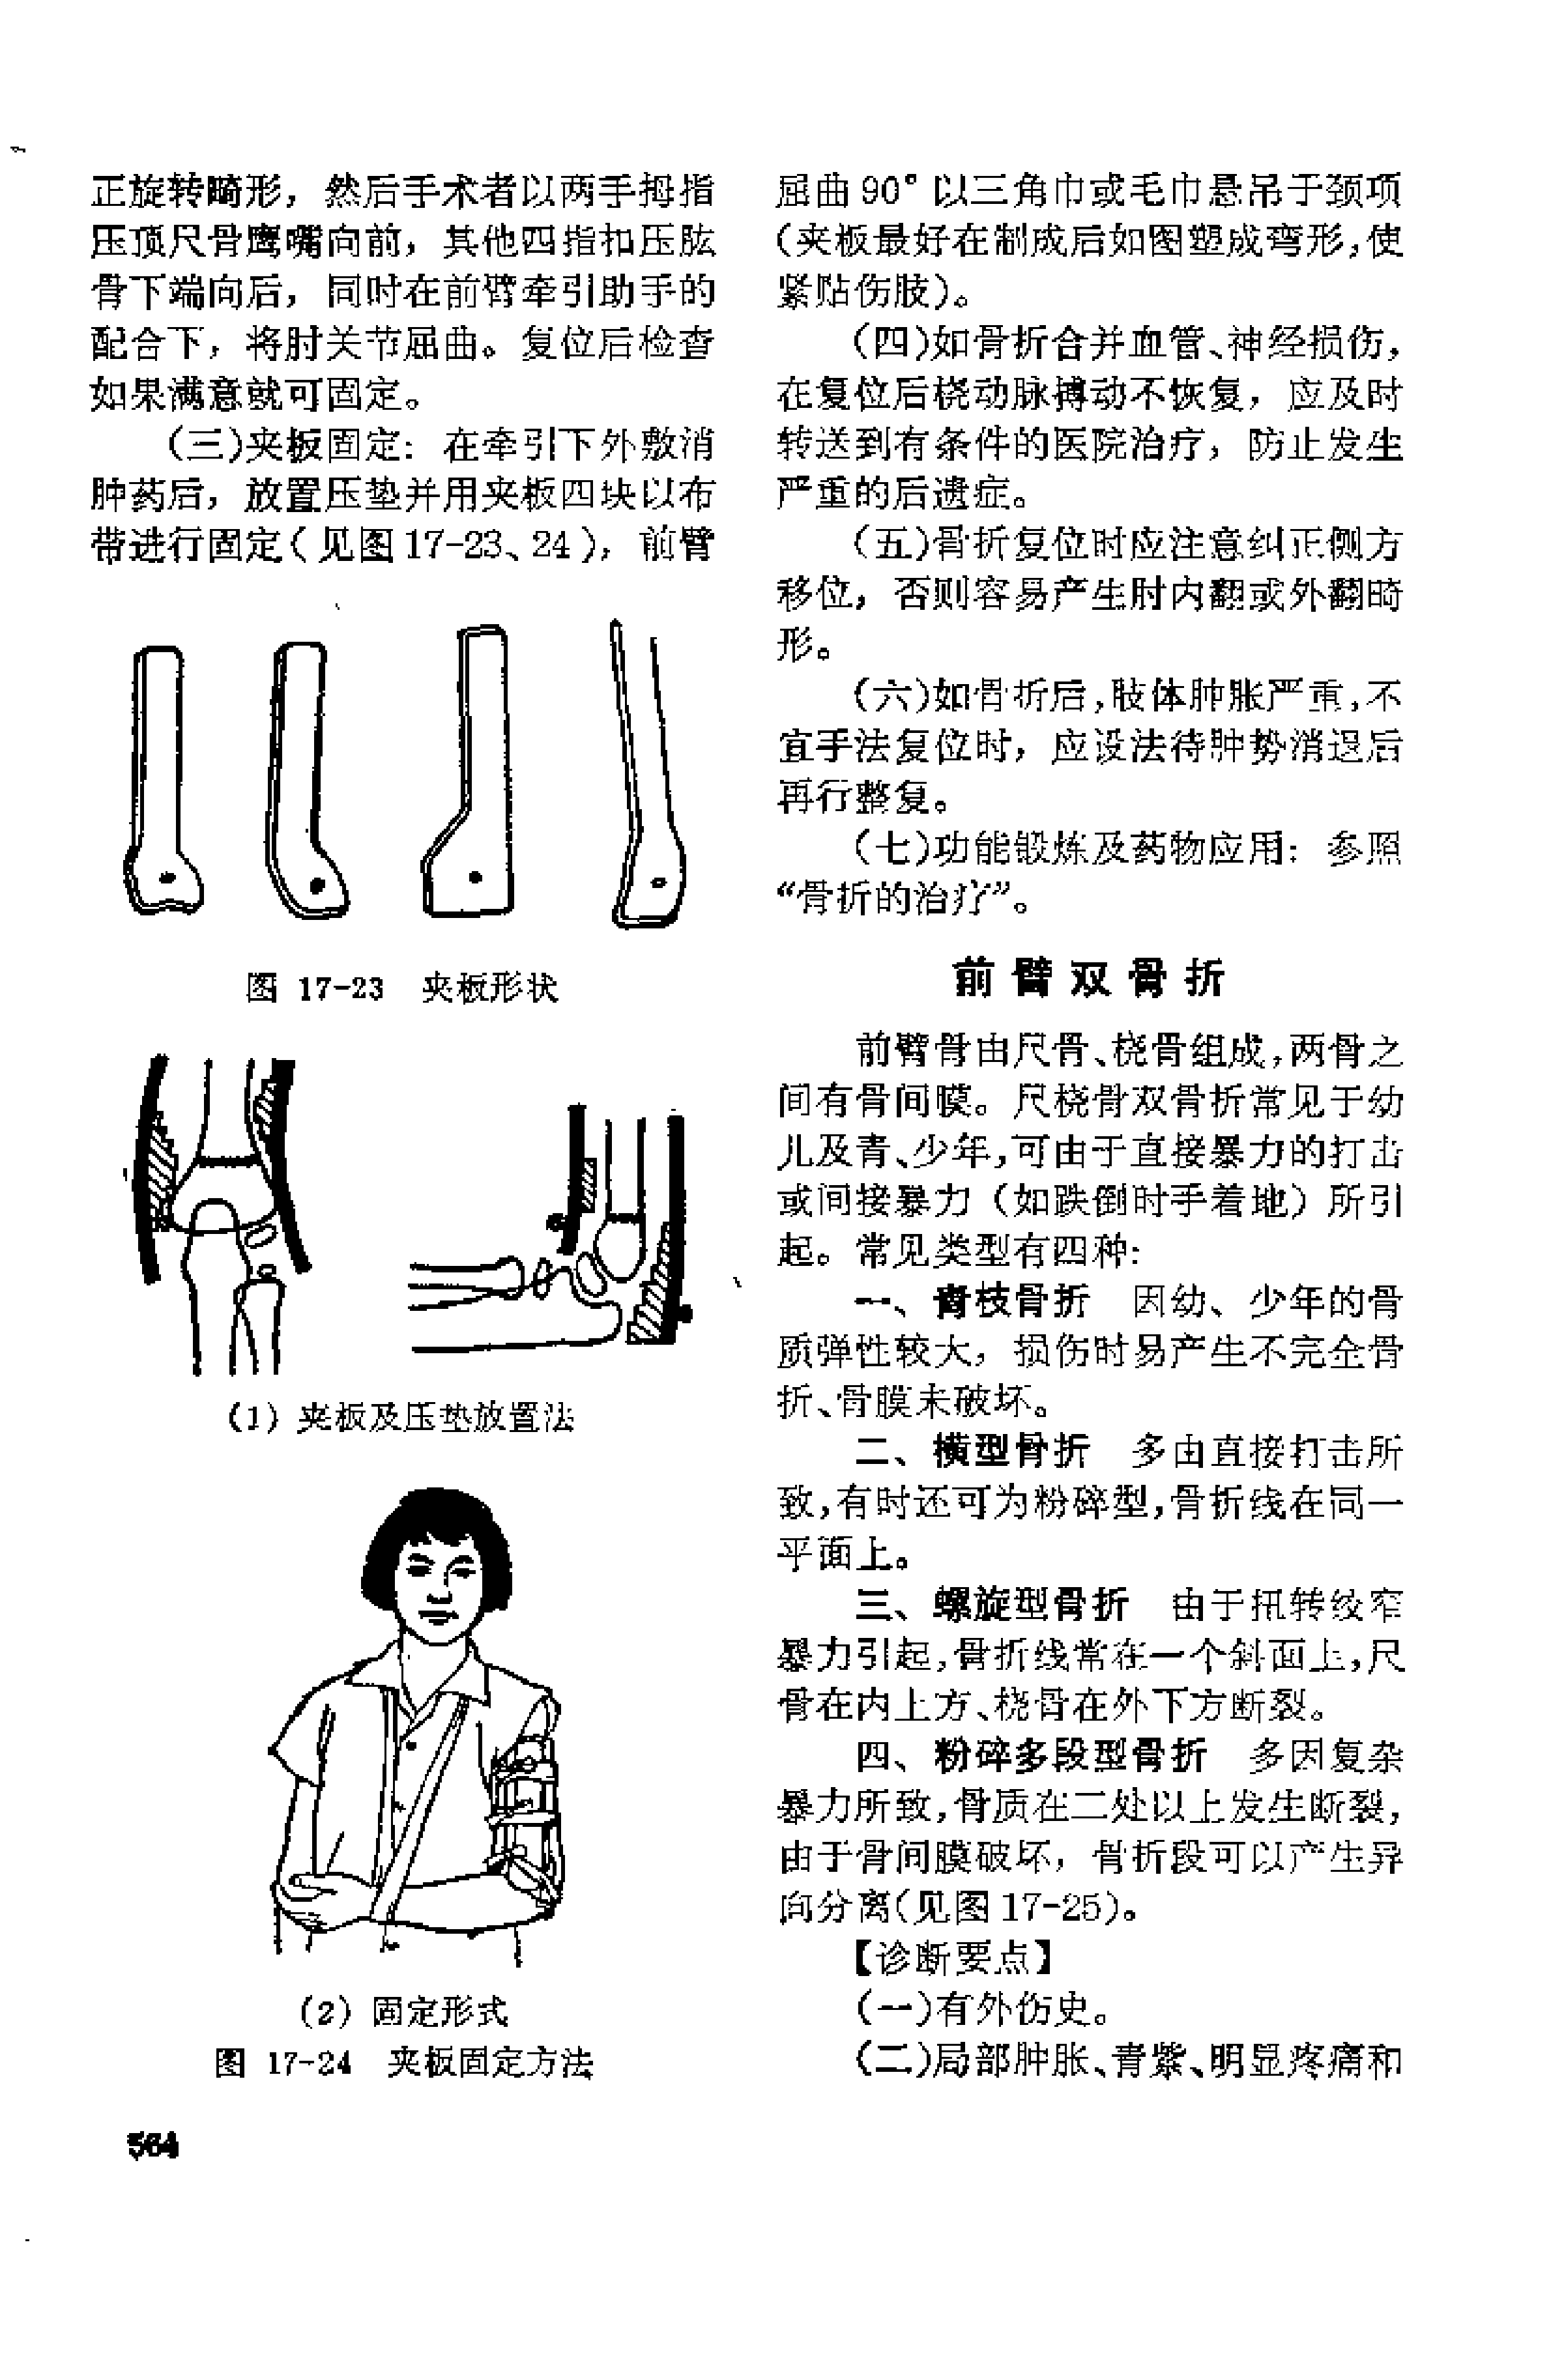 正旋转畸形，然后手术者以两手拇指
压顶尺骨鹰嘴向前，其他四指扣压肱
骨下端向后，同时在前臂牵引助手的
配合下，将肘关节屈曲。复位后检查
如果满意就可固定。
（三）夹板固定：在牵引下外敷消
肿药后，放置压垫并用夹板四块以布
带进行固定（见图17-23、24），前臂
图 17-23 夹板形状
（1）夹板及压垫放置法
（2）固定形式
图 17-24 夹板固定方法
屈曲90°以三角巾或毛巾悬吊于颈项
（夹板最好在制成后如图塑成弯形，使
紧贴伤肢）。
（四）如骨折合并血管、神经损伤，
在复位后桡动脉搏动不恢复，应及时
转送到有条件的医院治疗，防止发生
严重的后遗症。
（五）骨折复位时应注意纠正侧方
移位，否则容易产生肘内翻或外翻畸
形。
（六）如骨折后，肢体肿胀严重，不
宜手法复位时，应设法待肿势消退后
再行整复。
（七）功能锻炼及药物应用：参照
“骨折的治疗”。
前臂双骨折
前臂骨由尺骨、桡骨组成，两骨之
间有骨间膜。尺桡骨双骨折常见于幼
儿及青、少年，可由于直接暴力的打击
或间接暴力（如跌倒时手着地）所引
起。常见类型有四种：
一、青枝骨折 因幼、少年的骨
质弹性较大，损伤时易产生不完全骨
折、骨膜未破坏。
二、横型骨折 多由直接打击所
致，有时还可为粉碎型，骨折线在同一
平面上。
三、螺旋型骨折 由于扭转绞窄
暴力引起，骨折线常在一个斜面上，尺
骨在内上方、桡骨在外下方断裂。
四、粉碎多段型骨折 多因复杂
暴力所致，骨质在二处以上发生断裂，
由于骨间膜破坏，骨折段可以产生异
向分离（见图17-25）。
【诊断要点】
（一）有外伤史。
（二）局部肿胀、青紫、明显疼痛和
564